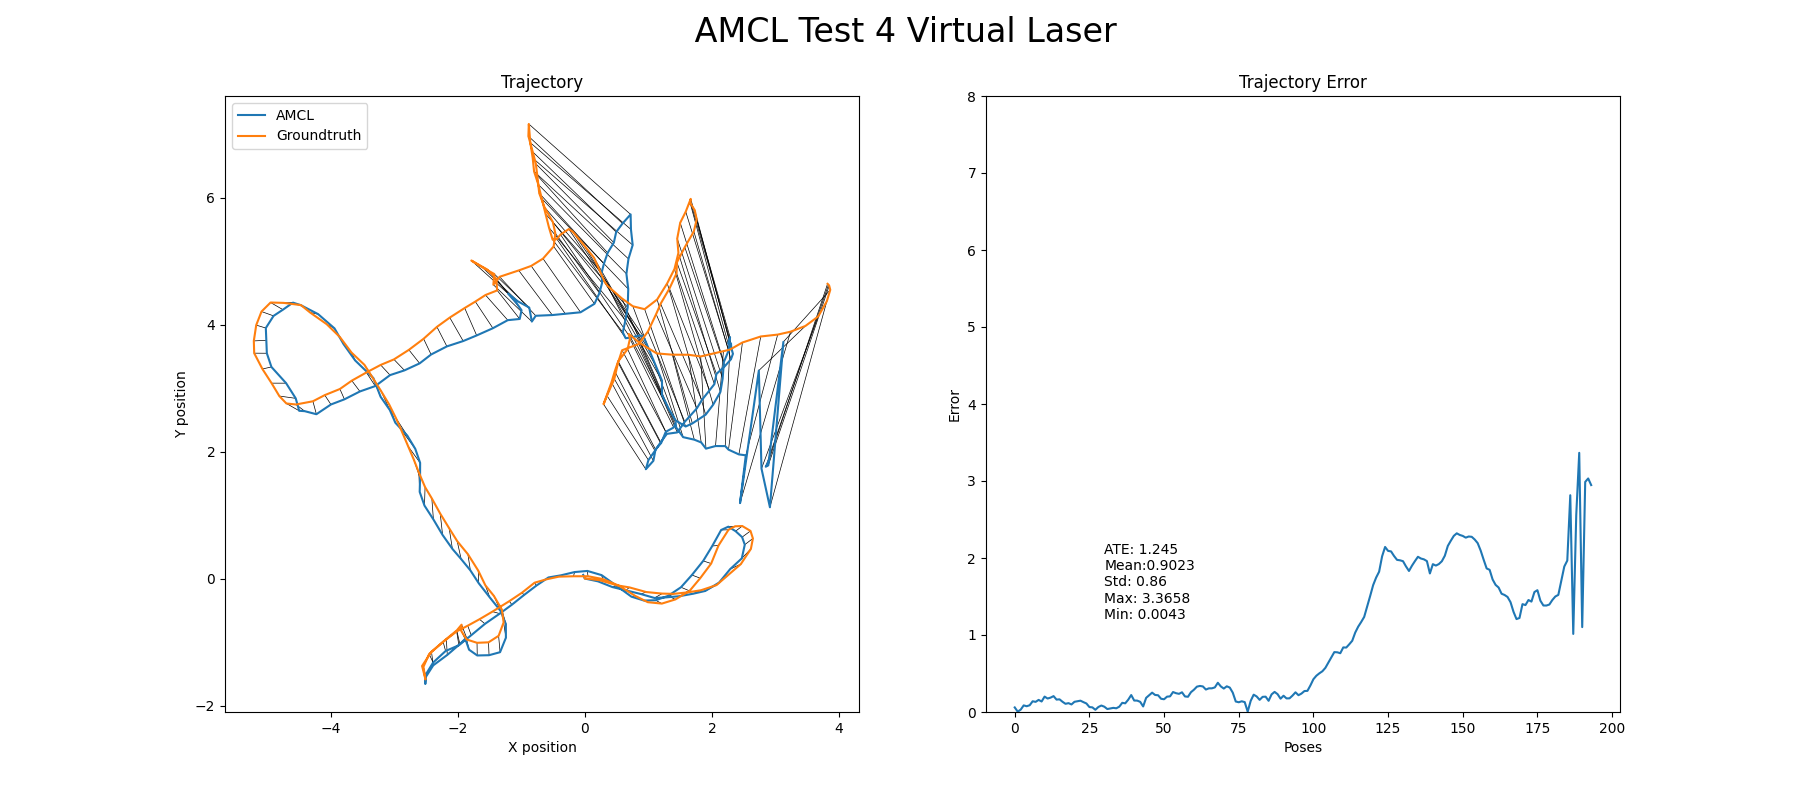 AMCL Test 4 Virtual Laser
Trajectory
AMCL
Groundtruth
6
4
2
0
−2
−4
−2
0
2
4
X position
Y position
Trajectory Error
8
7
6
5
4
3
2
1
0
ATE: 1.245
Mean:0.9023
Std: 0.86
Max: 3.3658
Min: 0.0043
0
25
50
75
100
125
150
175
200
Poses
Error